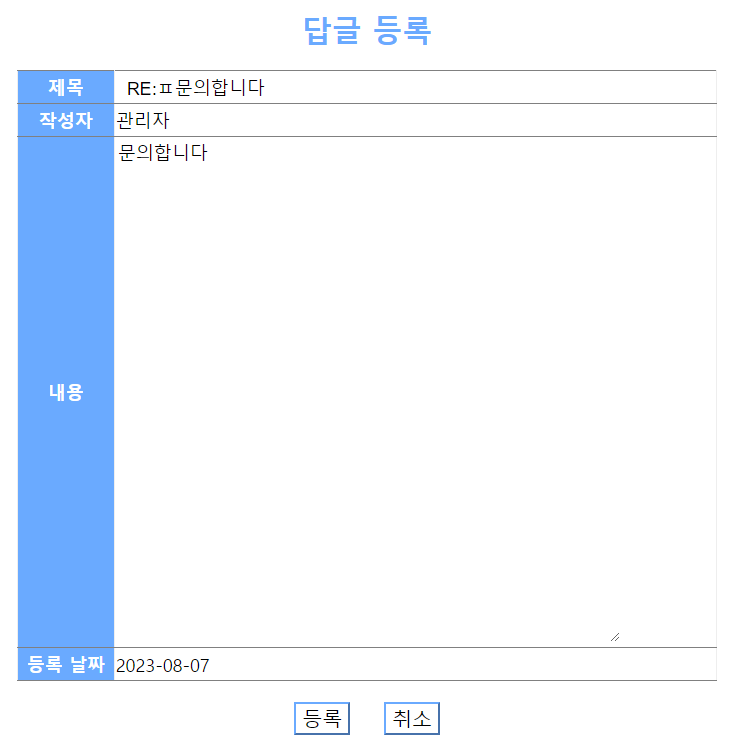 답글 등록
제목 RE:ㅍ문의합니다
작성자 관리자
문의합니다
내용
등록 날짜 2023-08-07
등록 취소